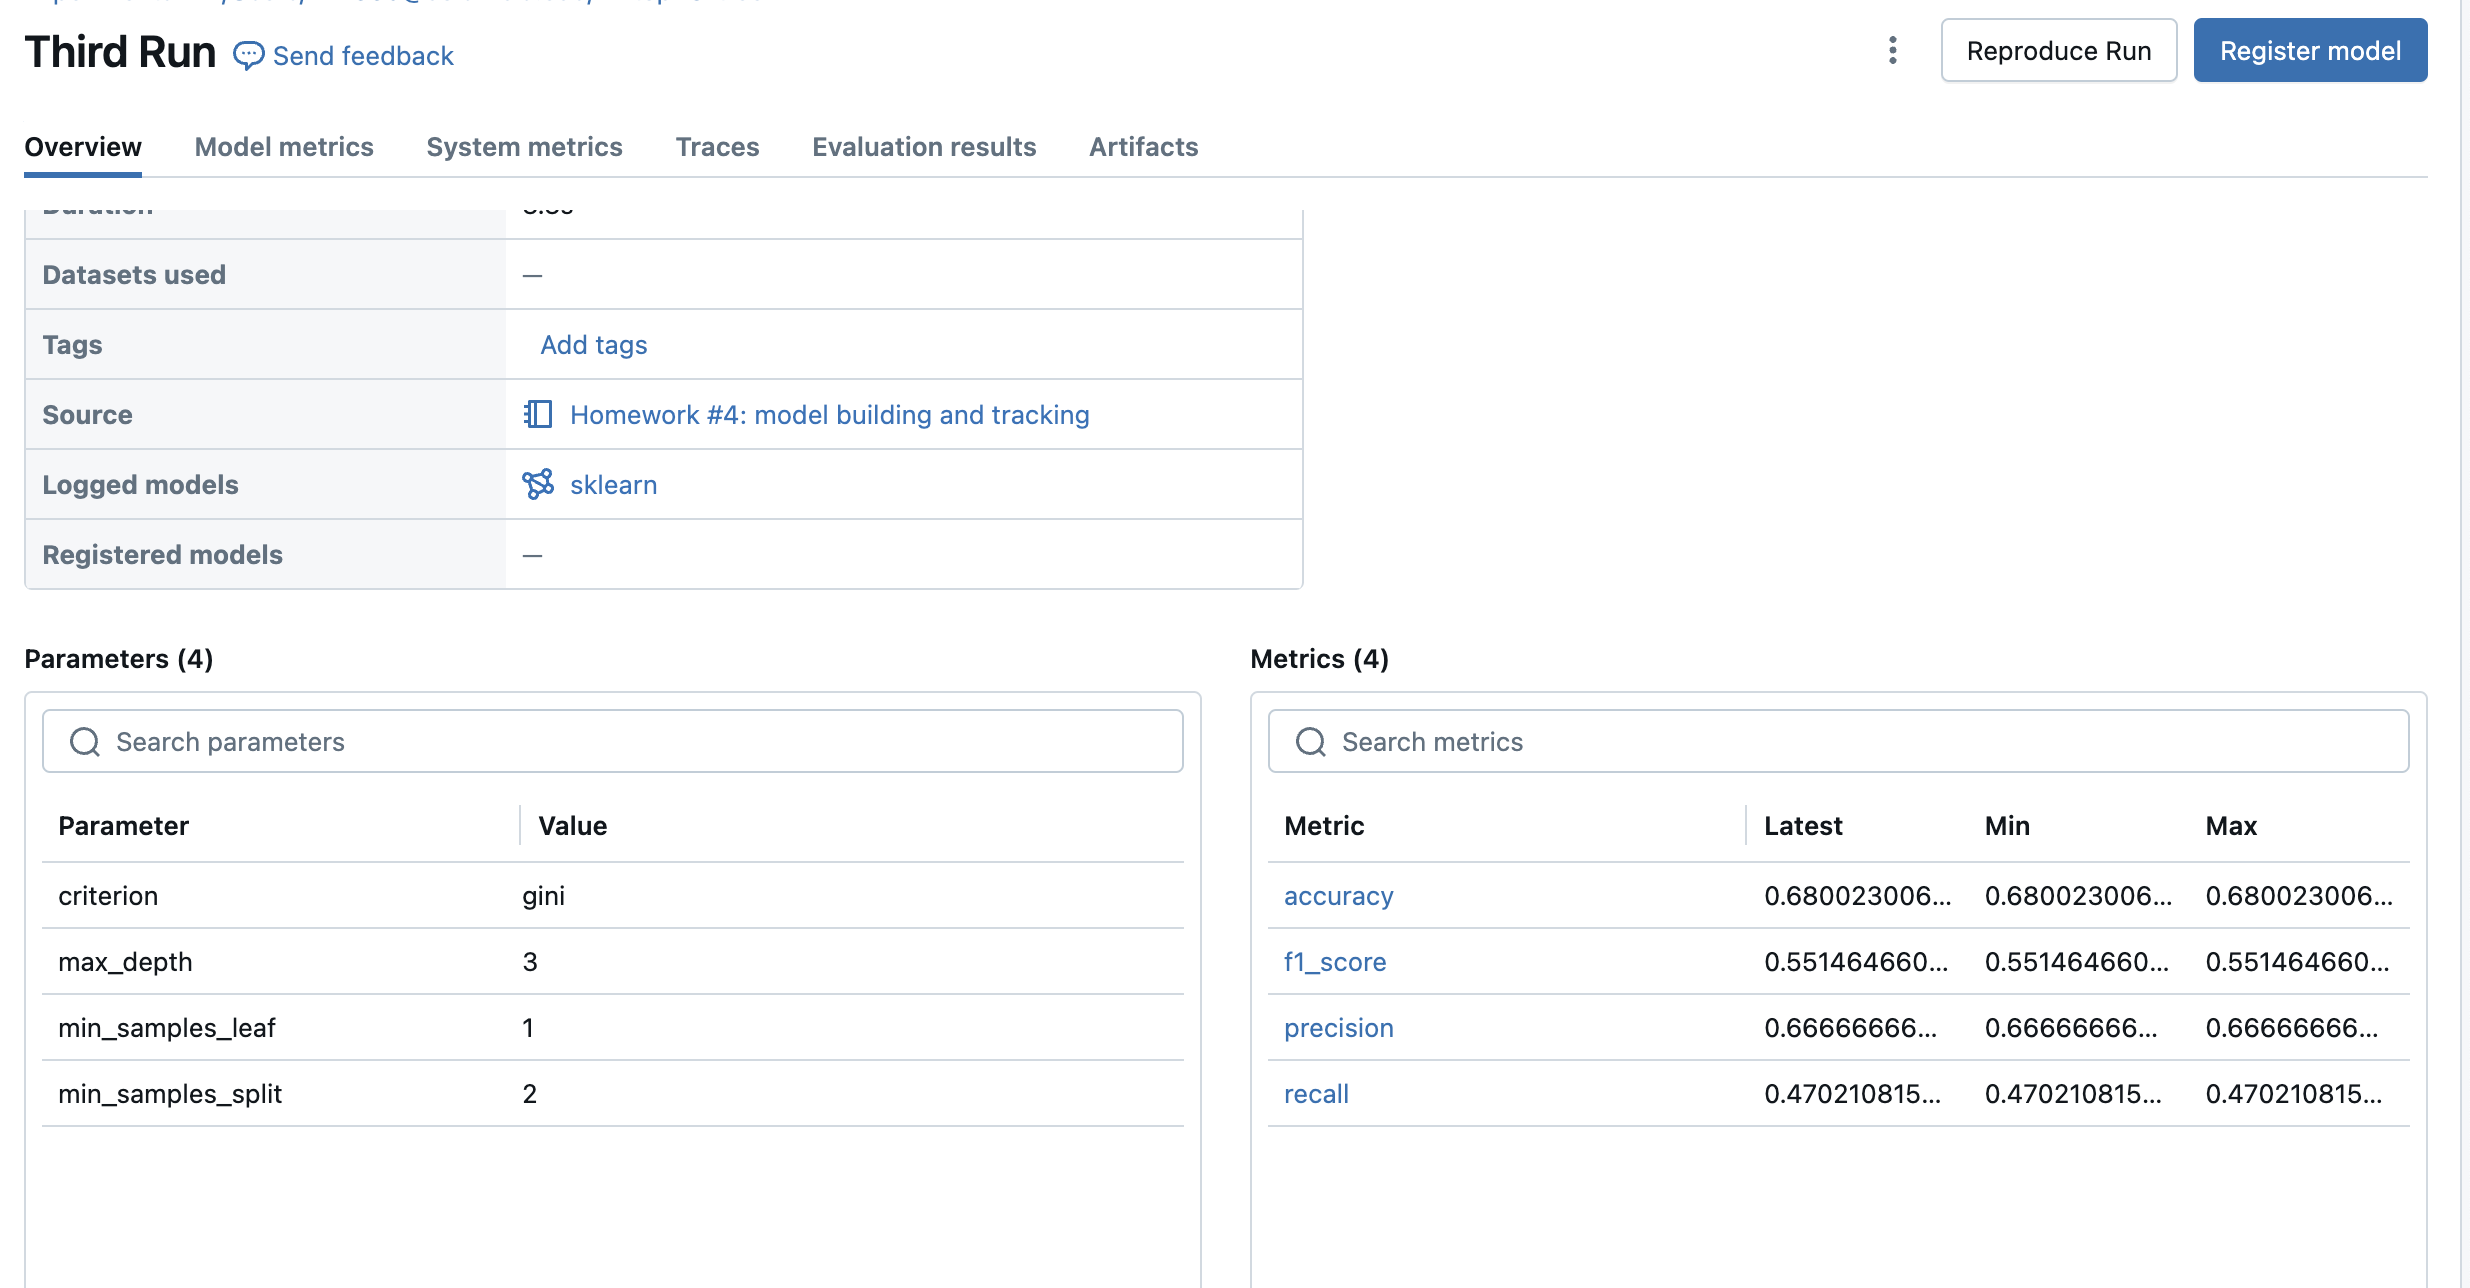 Third Run
Send feedback
Reproduce Run
Register model
Overview
Model metrics
System metrics
Traces
Evaluation results
Artifacts
Duration
Datasets used —
Tags Add tags
Source Homework #4: model building and tracking
Logged models sklearn
Registered models —
Parameters (4)
Search parameters
Parameter Value
criterion gini
max_depth 3
min_samples_leaf 1
min_samples_split 2
Metrics (4)
Search metrics
Metric Latest Min Max
accuracy 0.680023006... 0.680023006... 0.680023006...
f1_score 0.551464660... 0.551464660... 0.551464660...
precision 0.66666666... 0.66666666... 0.66666666...
recall 0.470210815... 0.470210815... 0.470210815...